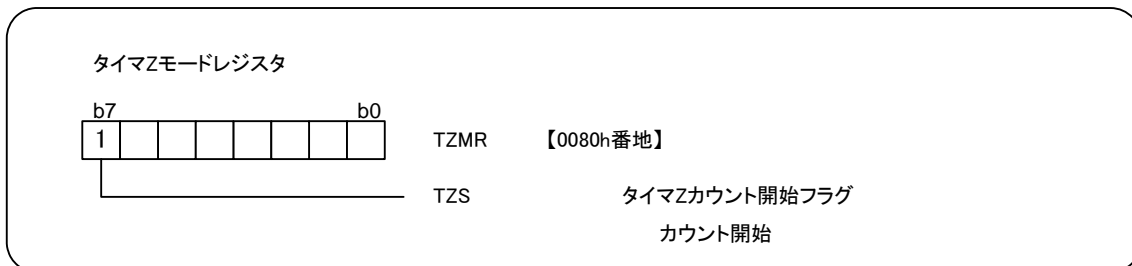 タイマZモードレジスタ
b7 b0
1 TZMR 【0080h番地】
TZS タイマZカウント開始フラグ
カウント開始